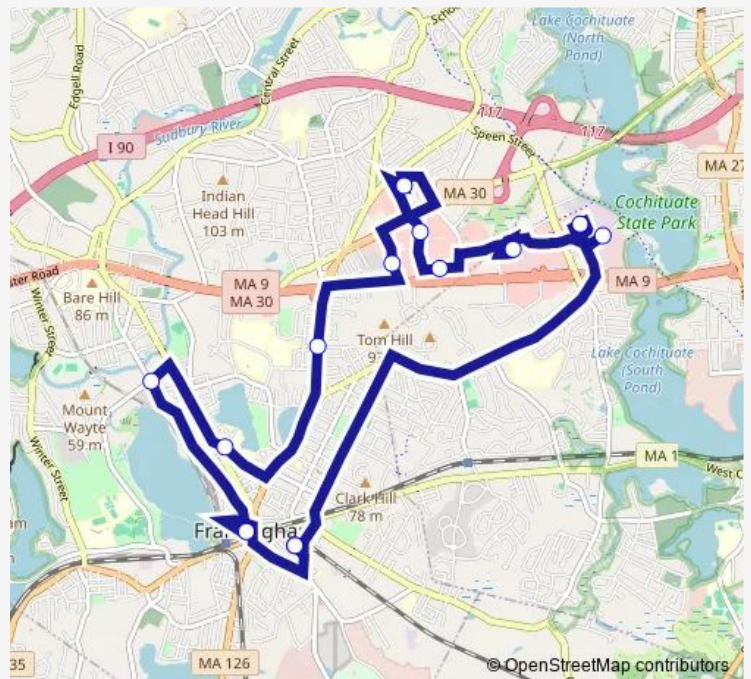 Lake Cochituate
(North
Pond)
Edgell Road
Central Street
117
Sudbury River
Speen Street
117
I 90
MA 30
MA 27
Indian
Head Hill
103 m
Cochituate
State Park
MA 9
MA 30
MA 9
Bare Hill
86 m
Winter Street
Tom Hill
Lake Cochituate
(South
Pond)
Mount
Wayte
59 m
Winter Street
MA 1
Clark Hill
78 m
MA 126
35
© OpenStreetMap contributors